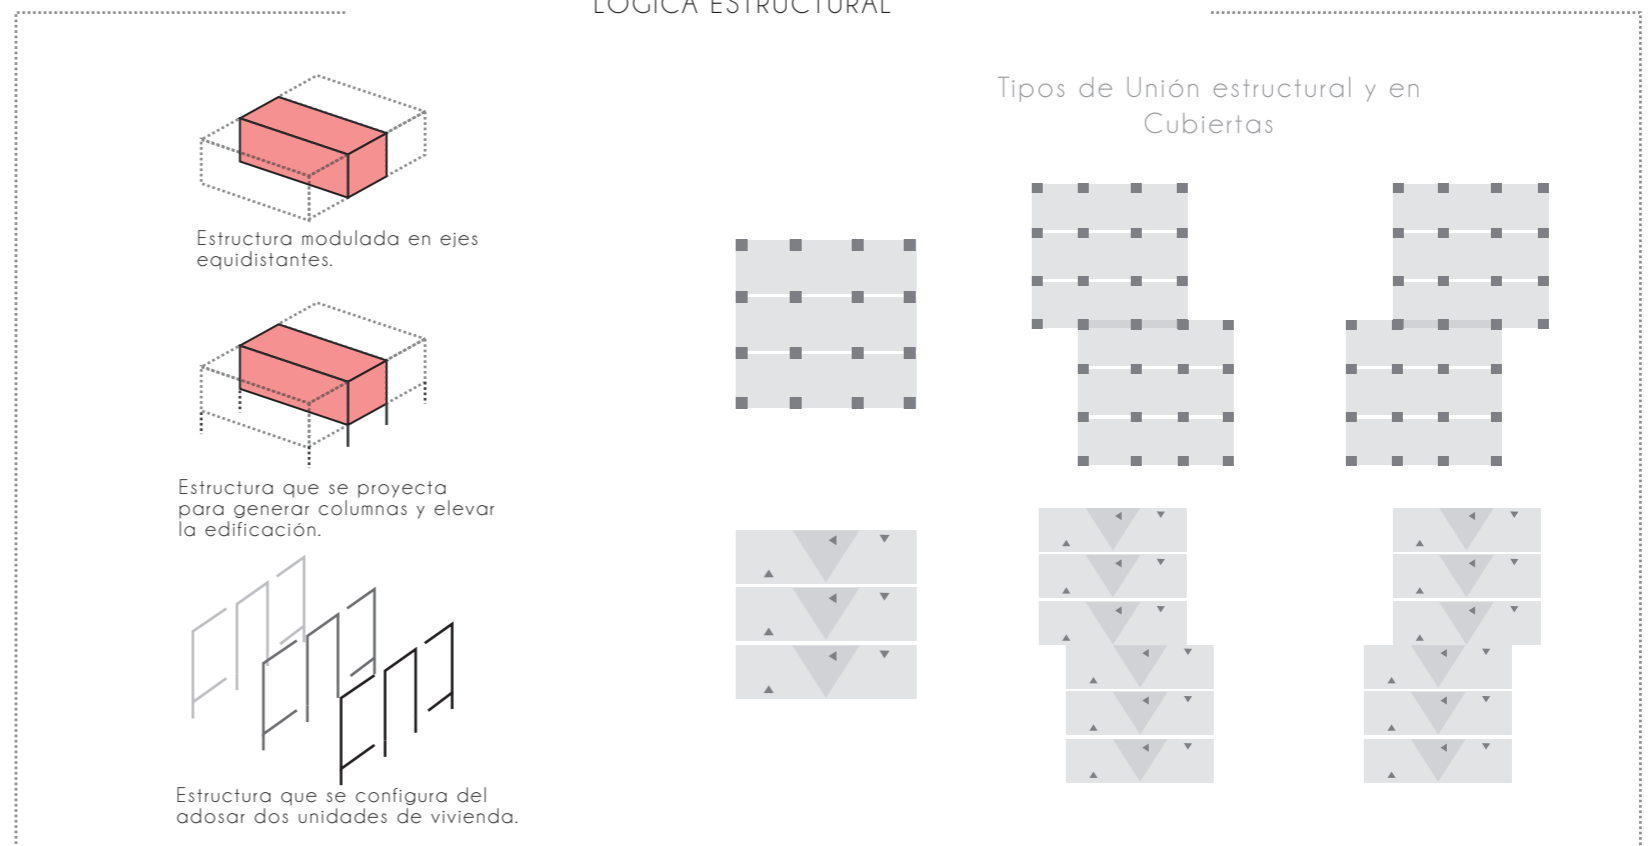 LÓGICA ESTRUCTURAL
Tipos de Unión estructural y en
Cubiertas
Estructura modulada en ejes
equidistantes.
Estructura que se proyecta
para generar columnas y elevar
la edificación.
Estructura que se configura del
adosar dos unidades de vivienda.